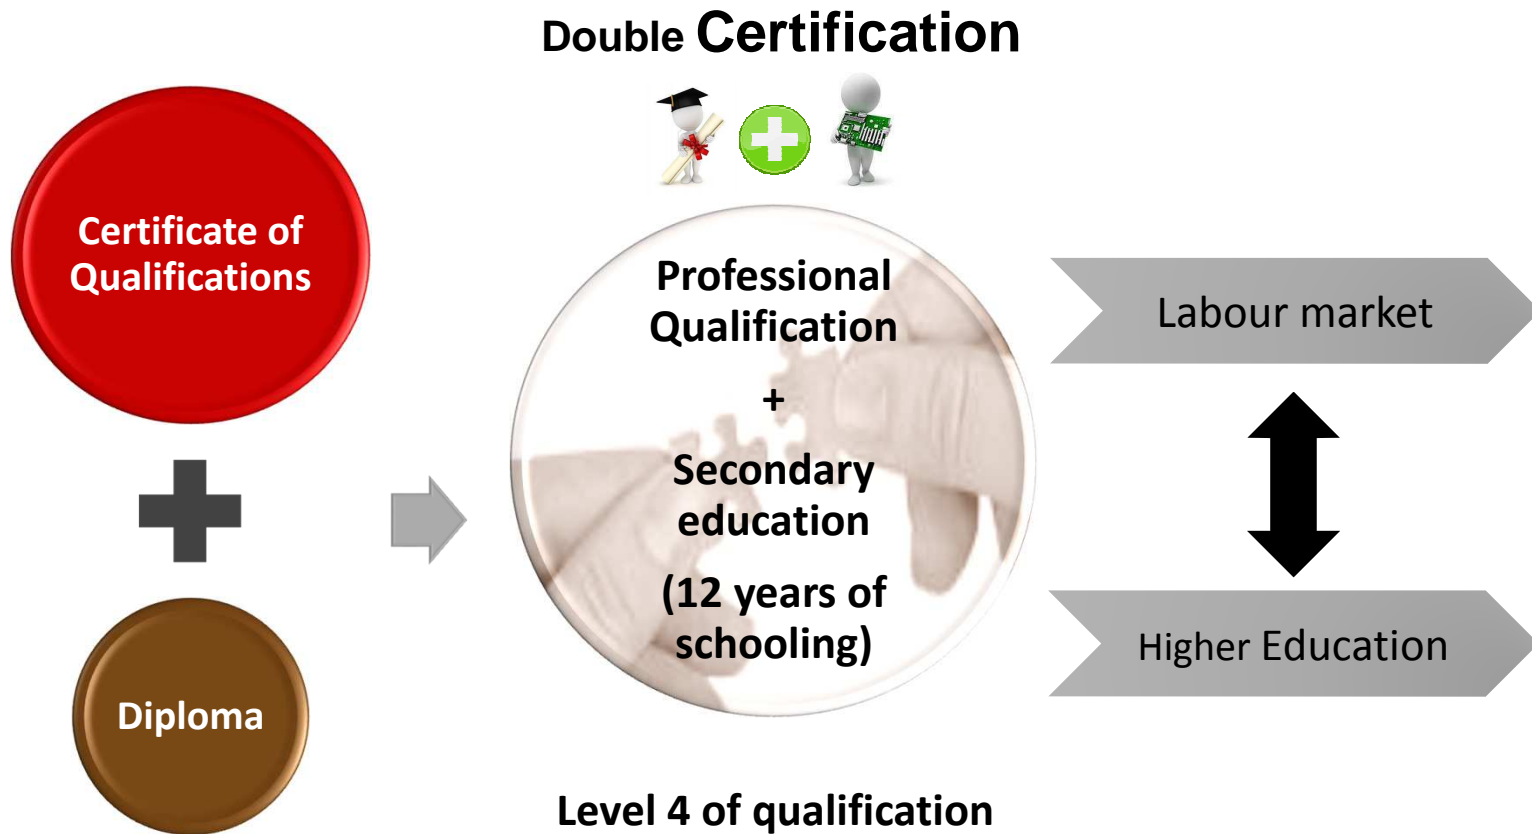 Double Certification
Certificate of
Qualifications
Diploma
Professional
Qualification
+
Secondary
education
(12 years of
schooling)
Level 4 of qualification
Labour market
Higher Education